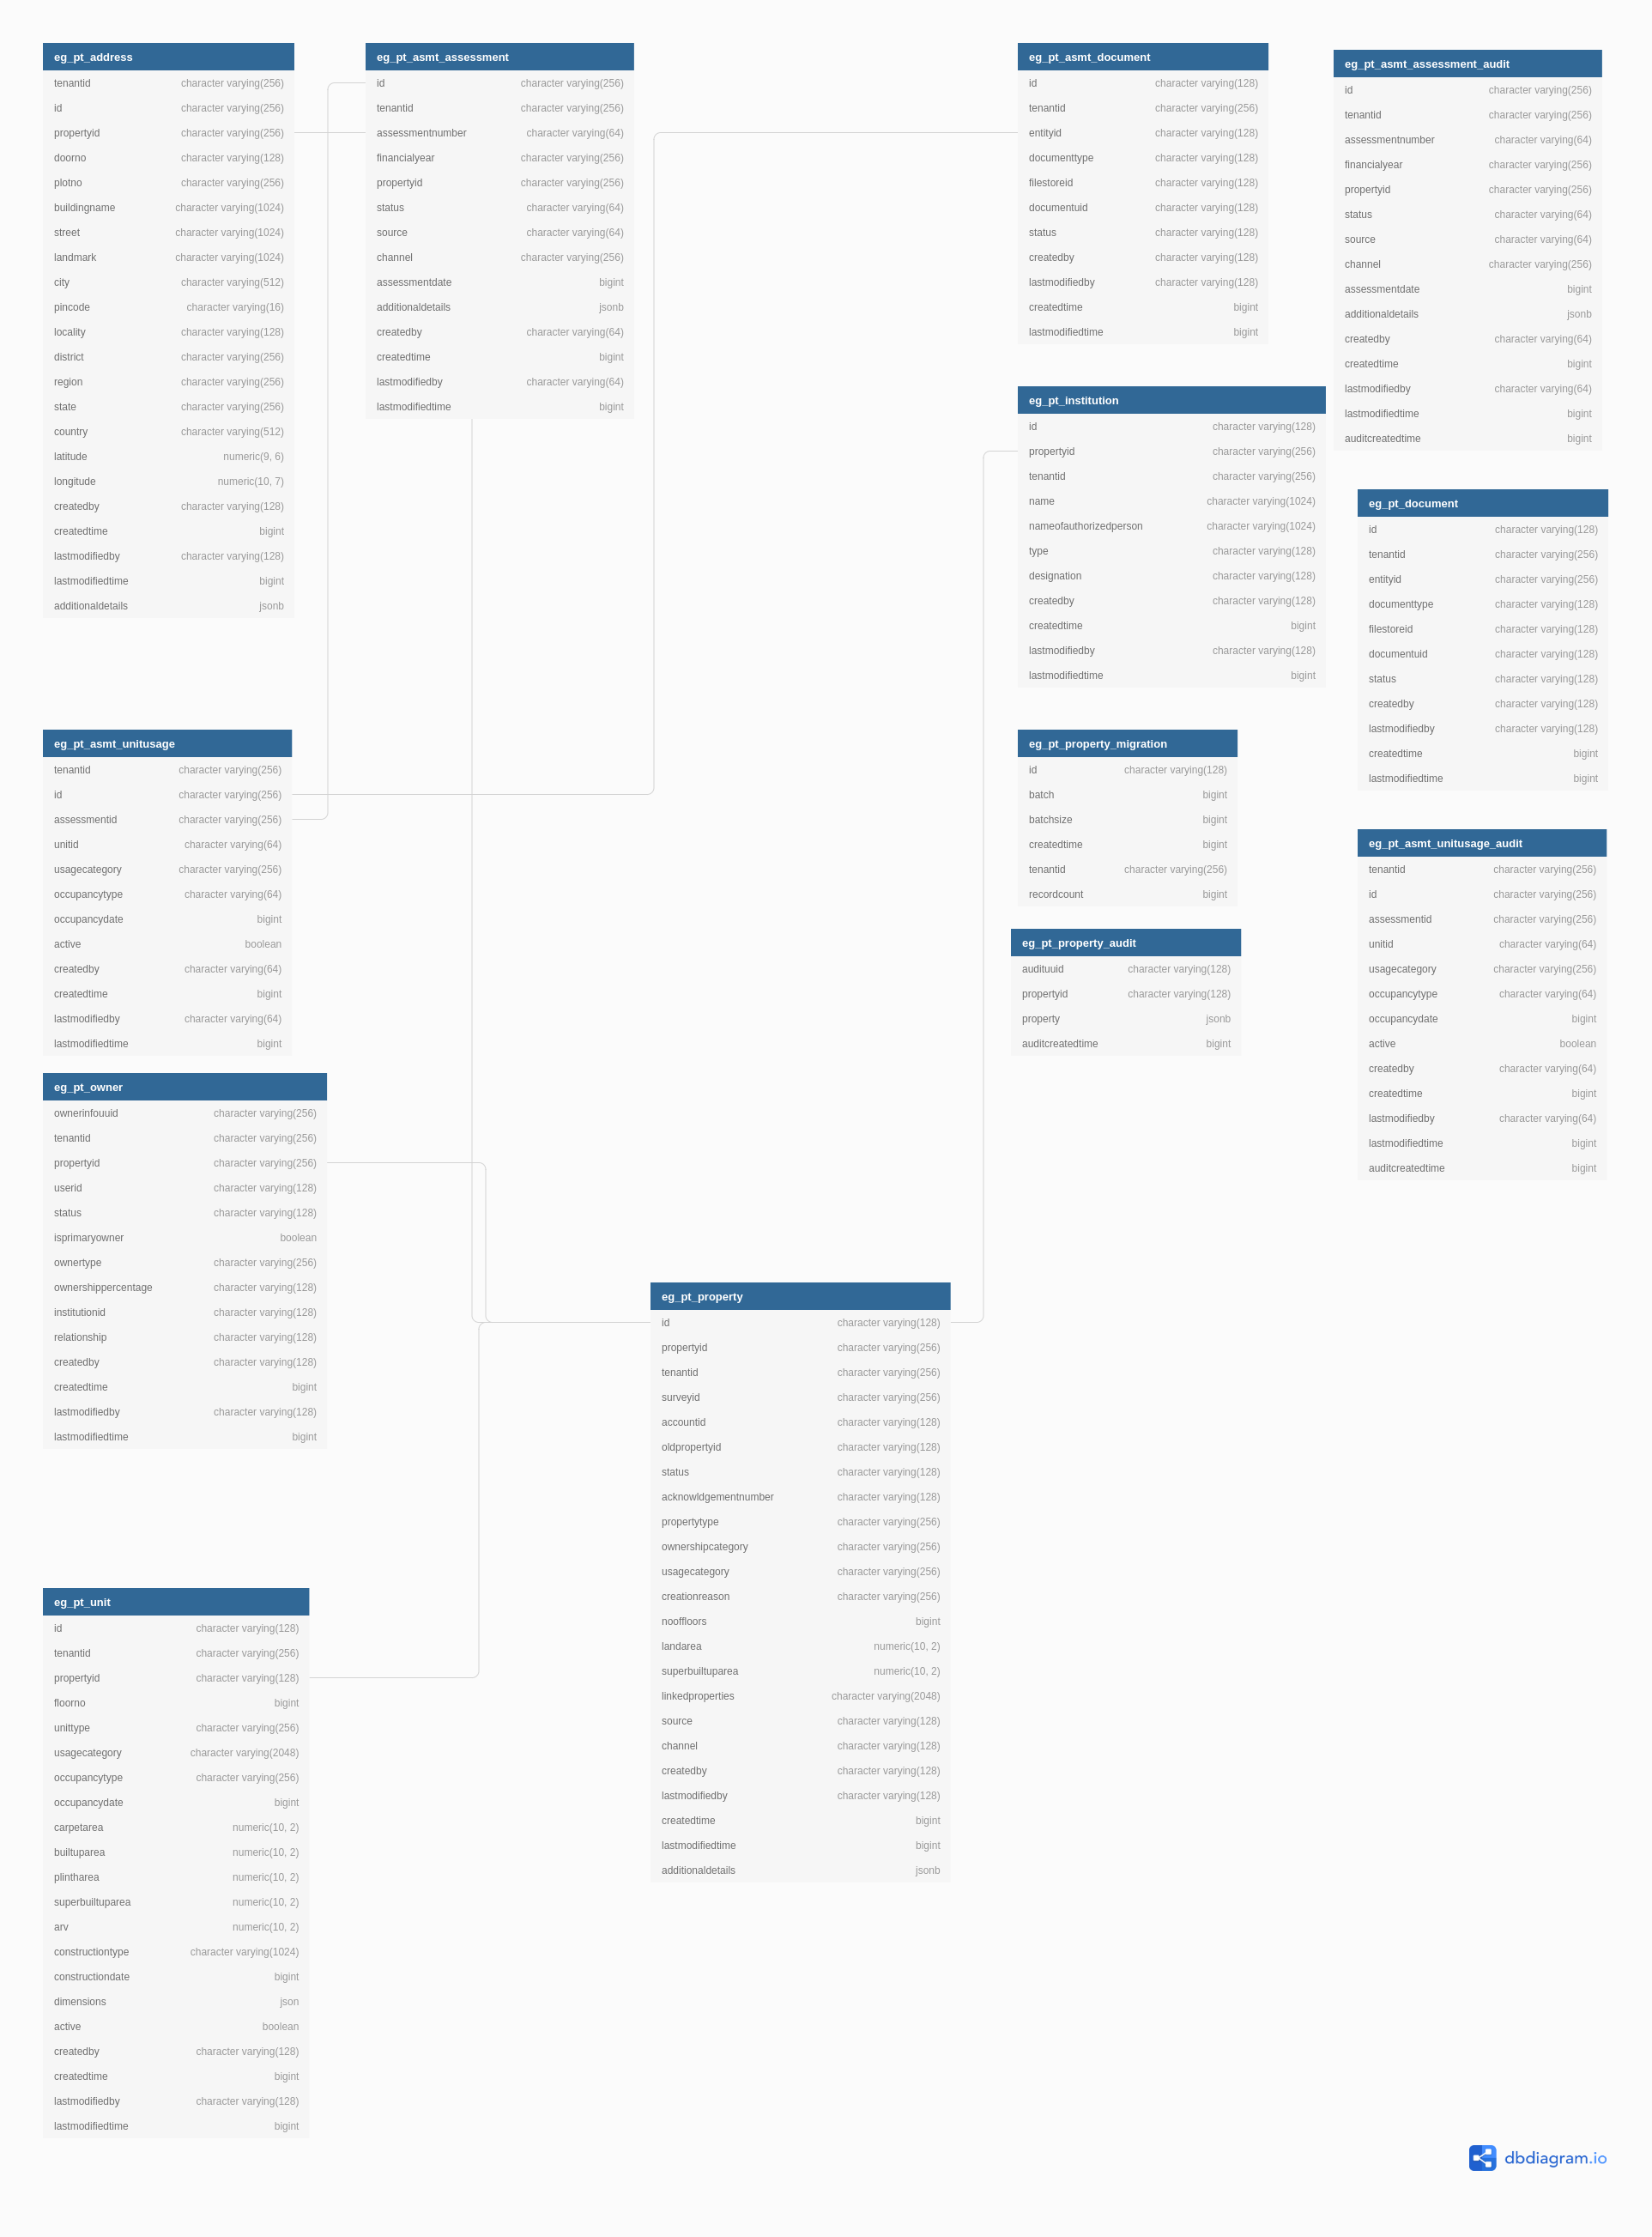 eg_pt_address
tenantid character varying(256)
id character varying(256)
propertyid character varying(256)
doorno character varying(128)
plotno character varying(256)
buildingname character varying(1024)
street character varying(1024)
landmark character varying(1024)
city character varying(512)
pincode character varying(16)
locality character varying(128)
district character varying(256)
region character varying(256)
state character varying(256)
country character varying(512)
latitude numeric(9, 6)
longitude numeric(10, 7)
createdby character varying(128)
createdtime bigint
lastmodifiedby character varying(128)
lastmodifiedtime bigint
additionaldetails jsonb
eg_pt_asmt_assessment
id character varying(256)
tenantid character varying(256)
assessmentnumber character varying(64)
financialyear character varying(256)
propertyid character varying(256)
status character varying(64)
source character varying(64)
channel character varying(256)
assessmentdate bigint
additionaldetails jsonb
createdby character varying(64)
createdtime bigint
lastmodifiedby character varying(64)
lastmodifiedtime bigint
eg_pt_asmt_document
id character varying(128)
tenantid character varying(256)
entityid character varying(128)
documenttype character varying(128)
filestoreid character varying(128)
documentuid character varying(128)
status character varying(128)
createdby character varying(128)
lastmodifiedby character varying(128)
createdtime bigint
lastmodifiedtime bigint
eg_pt_asmt_assessment_audit
id character varying(256)
tenantid character varying(256)
assessmentnumber character varying(64)
financialyear character varying(256)
propertyid character varying(256)
status character varying(64)
source character varying(64)
channel character varying(256)
assessmentdate bigint
additionaldetails jsonb
createdby character varying(64)
createdtime bigint
lastmodifiedby character varying(64)
lastmodifiedtime bigint
auditcreatedtime bigint
eg_pt_institution
id character varying(128)
propertyid character varying(256)
tenantid character varying(256)
name character varying(1024)
nameofauthorizedperson character varying(1024)
type character varying(128)
designation character varying(128)
createdby character varying(128)
createdtime bigint
lastmodifiedby character varying(128)
lastmodifiedtime bigint
eg_pt_document
id character varying(128)
tenantid character varying(256)
entityid character varying(256)
documenttype character varying(128)
filestoreid character varying(128)
documentuid character varying(128)
status character varying(128)
createdby character varying(128)
lastmodifiedby character varying(128)
createdtime bigint
lastmodifiedtime bigint
eg_pt_asmt_unitusage
tenantid character varying(256)
id character varying(256)
assessmentid character varying(256)
unitid character varying(64)
usagecategory character varying(256)
occupancytype character varying(64)
occupancydate bigint
active boolean
createdby character varying(64)
createdtime bigint
lastmodifiedby character varying(64)
lastmodifiedtime bigint
eg_pt_property_migration
id character varying(128)
batch bigint
batchsize bigint
createdtime bigint
tenantid character varying(256)
recordcount bigint
eg_pt_property_audit
audituuid character varying(128)
propertyid character varying(128)
property jsonb
auditcreatedtime bigint
eg_pt_asmt_unitusage_audit
tenantid character varying(256)
id character varying(256)
assessmentid character varying(256)
unitid character varying(64)
usagecategory character varying(256)
occupancytype character varying(64)
occupancydate bigint
active boolean
createdby character varying(64)
createdtime bigint
lastmodifiedby character varying(64)
lastmodifiedtime bigint
auditcreatedtime bigint
eg_pt_owner
ownerinfouuid character varying(256)
tenantid character varying(256)
propertyid character varying(256)
userid character varying(128)
status character varying(128)
isprimaryowner boolean
ownertype character varying(256)
ownershippercentage character varying(128)
institutionid character varying(128)
relationship character varying(128)
createdby character varying(128)
createdtime bigint
lastmodifiedby character varying(128)
lastmodifiedtime bigint
eg_pt_property
id character varying(128)
propertyid character varying(256)
tenantid character varying(256)
surveyid character varying(256)
accountid character varying(128)
oldpropertyid character varying(128)
status character varying(128)
acknowldgementnumber character varying(128)
propertytype character varying(256)
ownershipcategory character varying(256)
usagecategory character varying(256)
creationreason character varying(256)
nooffloors bigint
landarea numeric(10, 2)
superbuiltuparea numeric(10, 2)
linkedproperties character varying(2048)
source character varying(128)
channel character varying(128)
createdby character varying(128)
lastmodifiedby character varying(128)
createdtime bigint
lastmodifiedtime bigint
additionaldetails jsonb
eg_pt_unit
id character varying(128)
tenantid character varying(256)
propertyid character varying(128)
floorno bigint
unittype character varying(256)
usagecategory character varying(2048)
occupancytype character varying(256)
occupancydate bigint
carpetarea numeric(10, 2)
builtuparea numeric(10, 2)
plintharea numeric(10, 2)
superbuiltuparea numeric(10, 2)
arv numeric(10, 2)
constructiontype character varying(1024)
constructiondate bigint
dimensions json
active boolean
createdby character varying(128)
createdtime bigint
lastmodifiedby character varying(128)
lastmodifiedtime bigint
dbdiagram.io